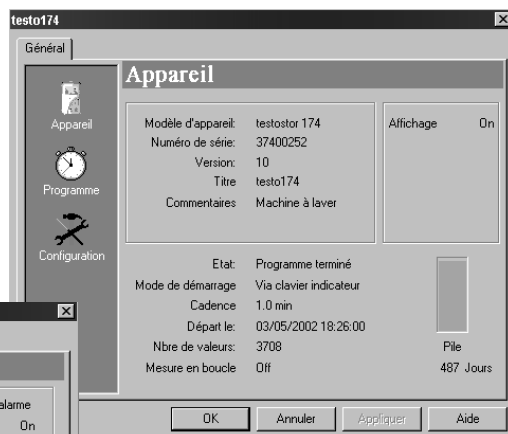 testo174
Général
Appareil
Programme
Configuration
Appareil
Modèle d'appareil: testostor 174
Numéro de série: 37400252
Version: 10
Titre testo174
Commentaires Machine à laver
Affichage On
Etat: Programme terminé
Mode de démarrage Via clavier indicateur
Cadence 1.0 min
Départ le: 03/05/2002 18:26:00
Nbre de valeurs: 3708
Mesure en boucle Off
Pile
487 Jours
alarme
On
OK Annuler Appliquer Aide